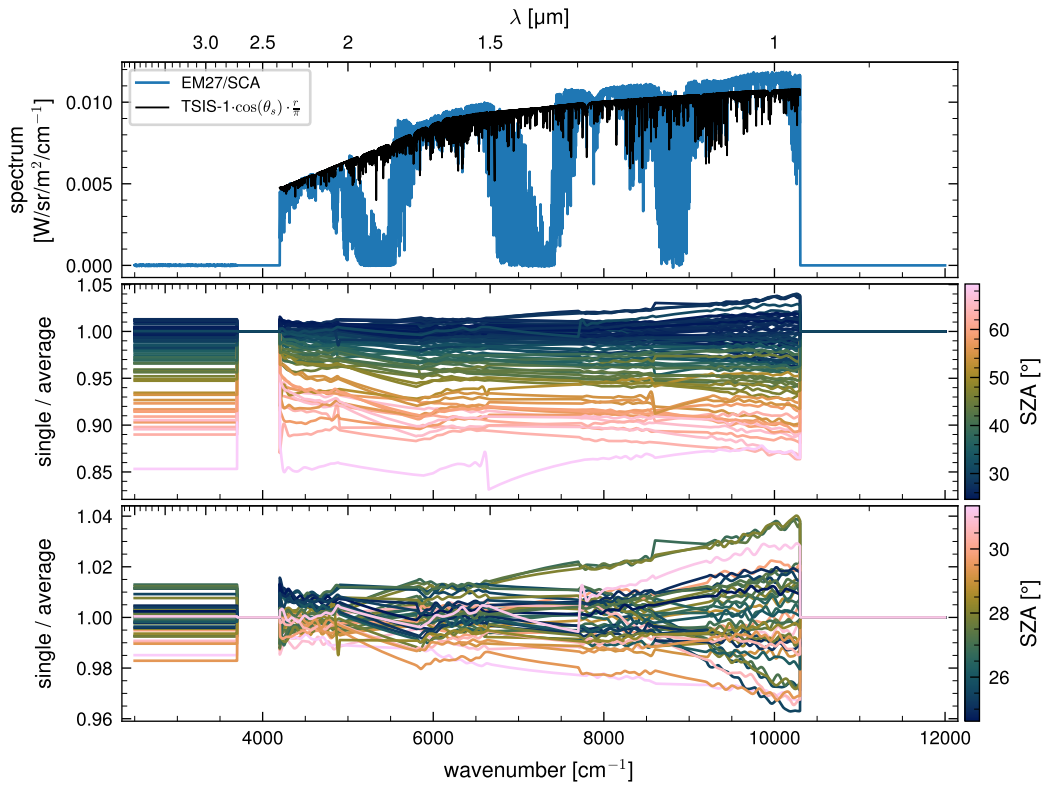 λ [μm]
3.0 2.5 2 1.5 1
EM27/SCA
TSIS-1·cos(θ_s) · r/π
0.010
0.005
0.000
spectrum
[W/sr/m²/cm⁻¹]
1.05
1.00
0.95
0.90
0.85
single / average
60
50
40
30
SZA [°]
1.04
1.02
1.00
0.98
0.96
single / average
30
28
26
SZA [°]
4000 6000 8000 10000 12000
wavenumber [cm⁻¹]